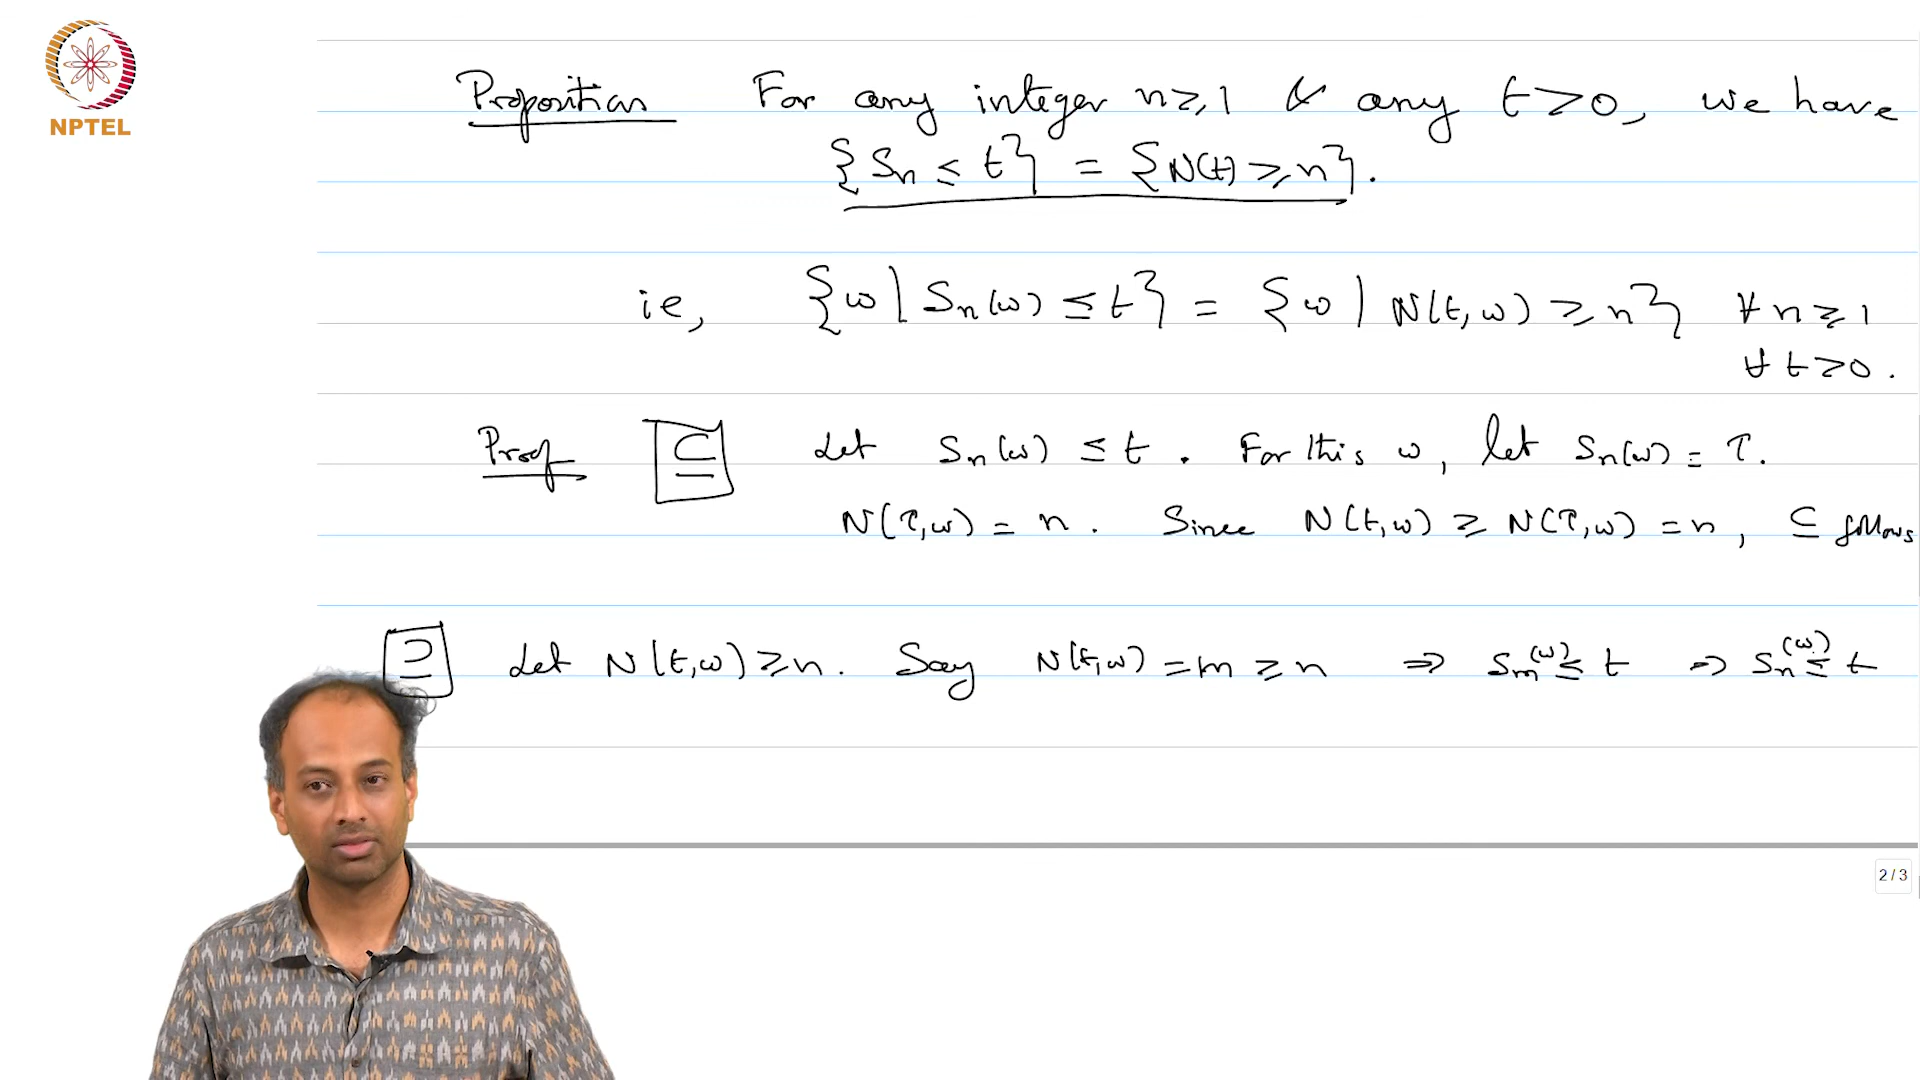 NPTEL
Proposition For any integer n ≥ 1 & any t > 0, we have
{Sn ≤ t} = {N(t) ≥ n}.
ie, {ω | Sn(ω) ≤ t} = {ω | N(t, ω) ≥ n} ∀ n ≥ 1
∀ t > 0.
Proof ⊆ Let Sn(ω) ≤ t. For this ω, let Sn(ω) = τ.
N(τ, ω) = n. Since N(t, ω) ≥ N(τ, ω) = n, ⊆ follows
⊇ Let N(t, ω) ≥ n. Say N(t, ω) = m ≥ n ⇒ Sm(ω) ≤ t ⇒ Sn(ω) ≤ t
2 / 3